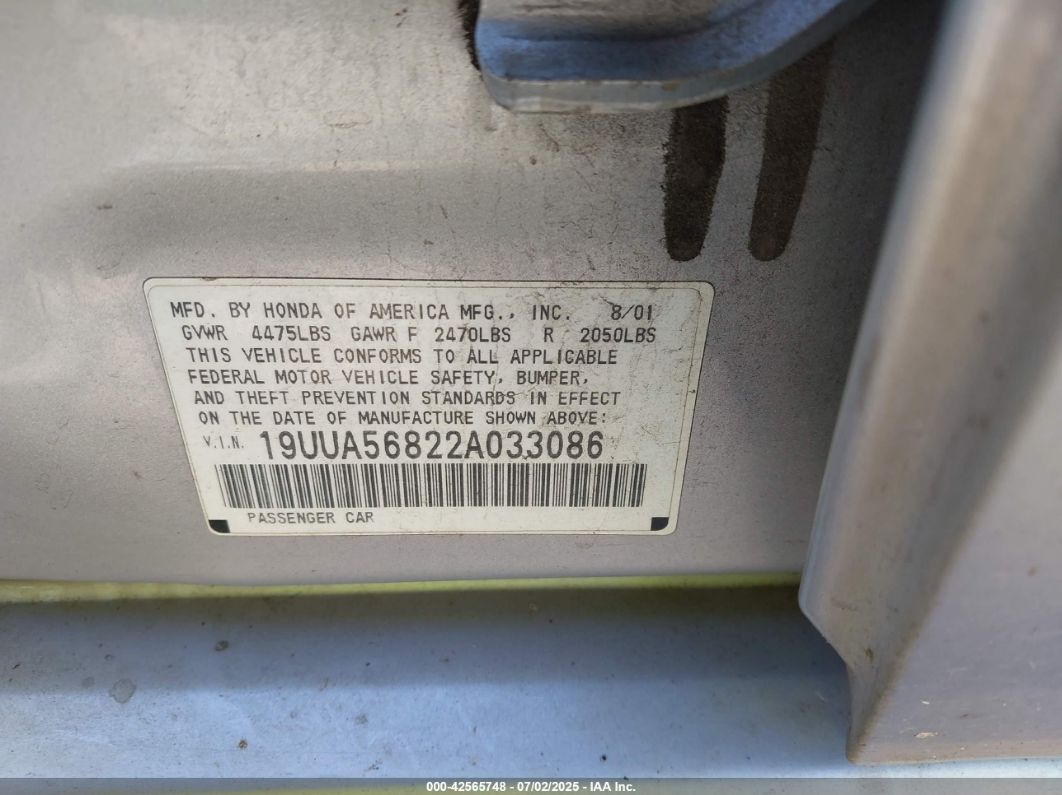 MFD. BY HONDA OF AMERICA MFG., INC. 8/01
GVWR 4475LBS GAWR F 2470LBS R 2050LBS
THIS VEHICLE CONFORMS TO ALL APPLICABLE
FEDERAL MOTOR VEHICLE SAFETY, BUMPER,
AND THEFT PREVENTION STANDARDS IN EFFECT
ON THE DATE OF MANUFACTURE SHOWN ABOVE:
V.I.N. 19UUA56822A033086
PASSENGER CAR
000-42565748 - 07/02/2025 - IAA Inc.